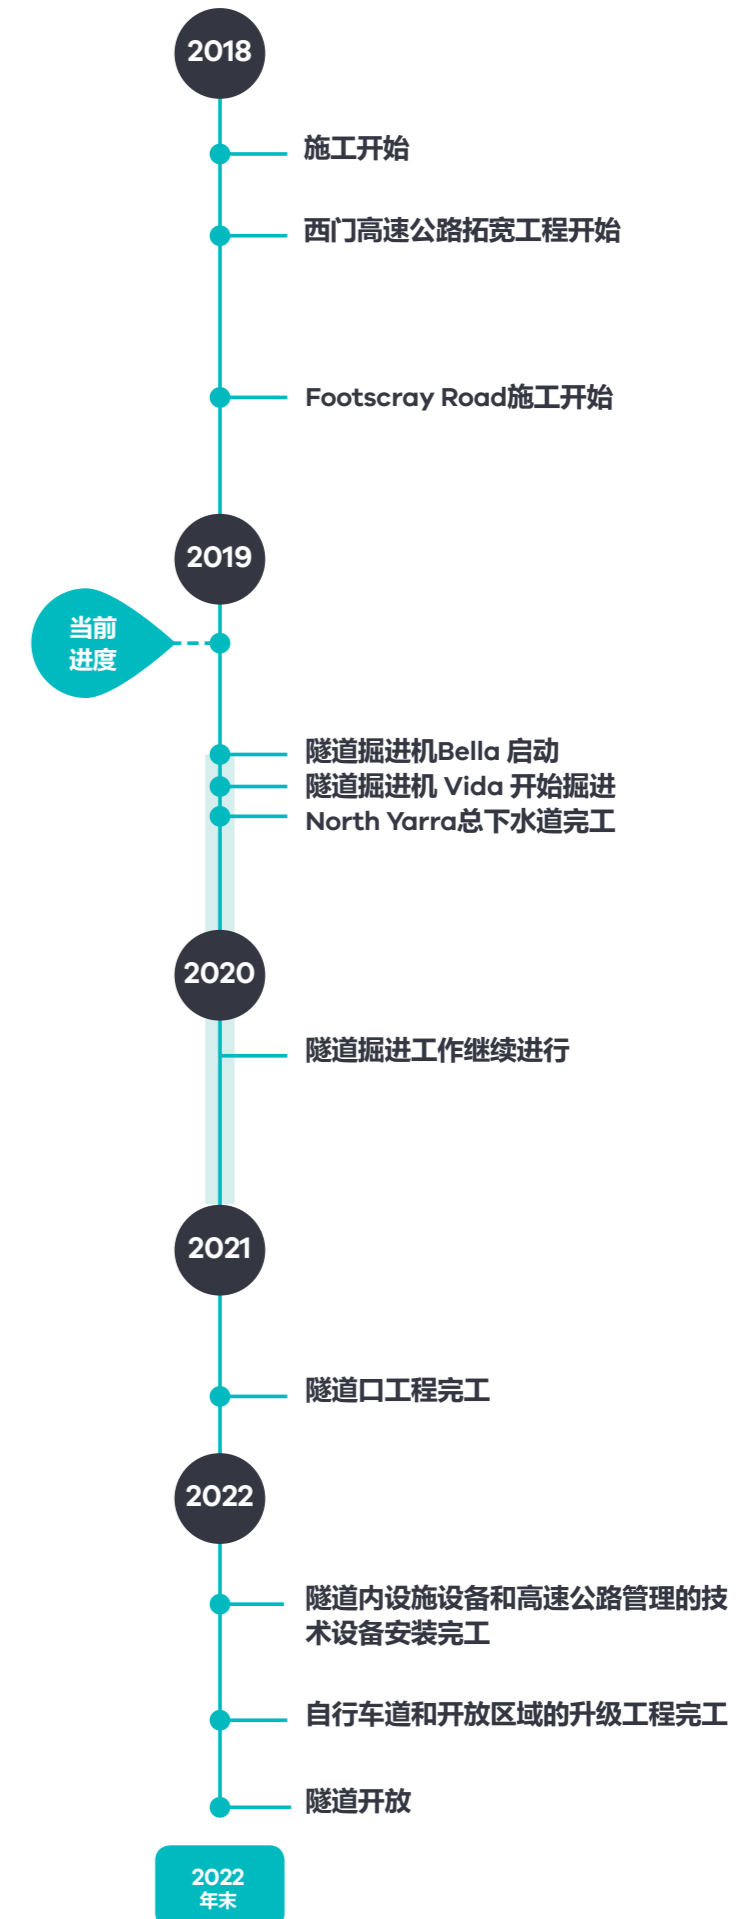 2018
施工开始
西门高速公路拓宽工程开始
Footscray Road施工开始
2019
当前
进度
隧道掘进机Bella 启动
隧道掘进机 Vida 开始掘进
North Yarra总下水道完工
2020
隧道掘进工作继续进行
2021
隧道口工程完工
2022
隧道内设施设备和高速公路管理的技
术设备安装完工
自行车道和开放区域的升级工程完工
隧道开放
2022
年末